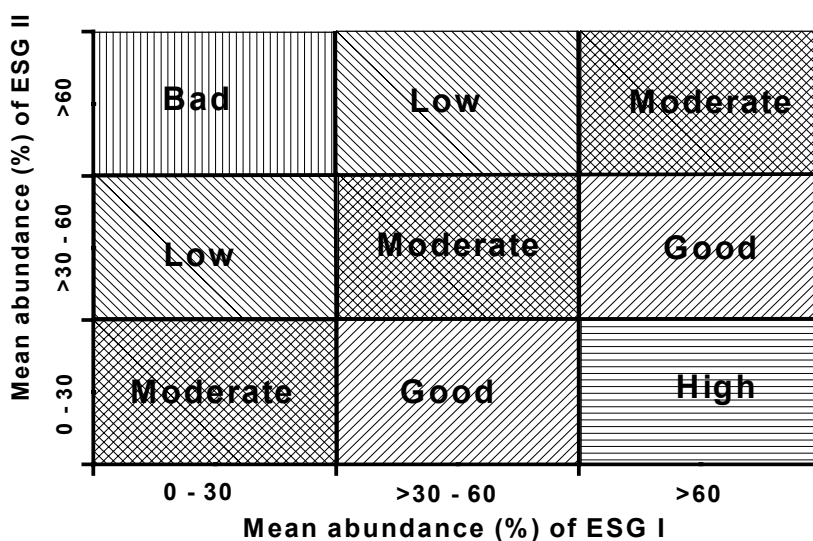 Mean abundance (%) of ESG II
>60
>30 - 60
0 - 30
Bad
Low
Moderate
Low
Moderate
Good
Moderate
Good
High
0 - 30
>30 - 60
>60
Mean abundance (%) of ESG I